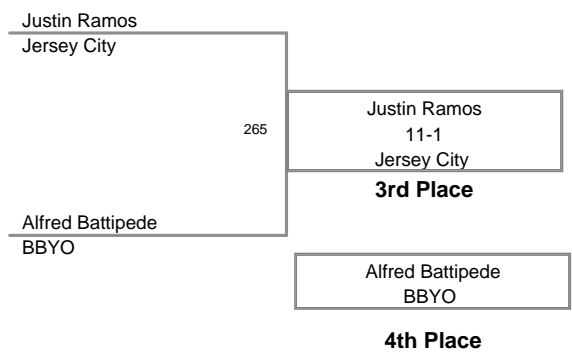 Justin Ramos
Jersey City
265
Justin Ramos
11-1
Jersey City
3rd Place
Alfred Battipede
BBYO
Alfred Battipede
BBYO
4th Place